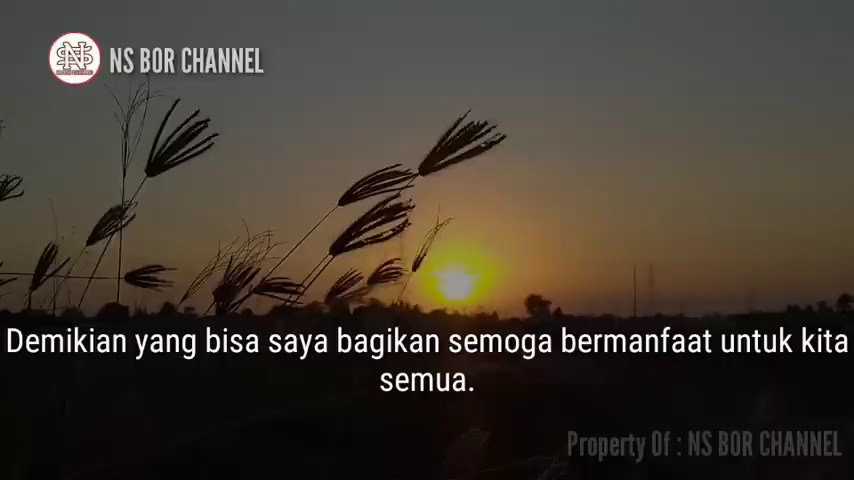 NS BOR CHANNEL
Demikian yang bisa saya bagikan semoga bermanfaat untuk kita
semua.
Property Of : NS BOR CHANNEL